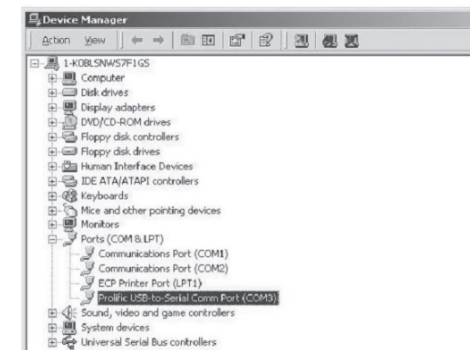 Device Manager
Action View
1-K0BLSNWS7F1GS
Computer
Disk drives
Display adapters
DVD/CD-ROM drives
Floppy disk controllers
Floppy disk drives
Human Interface Devices
IDE ATA/ATAPI controllers
Keyboards
Mice and other pointing devices
Monitors
Ports (COM & LPT)
Communications Port (COM1)
Communications Port (COM2)
ECP Printer Port (LPT1)
Prolific USB-to-Serial Comm Port (COM3)
Sound, video and game controllers
System devices
Universal Serial Bus controllers